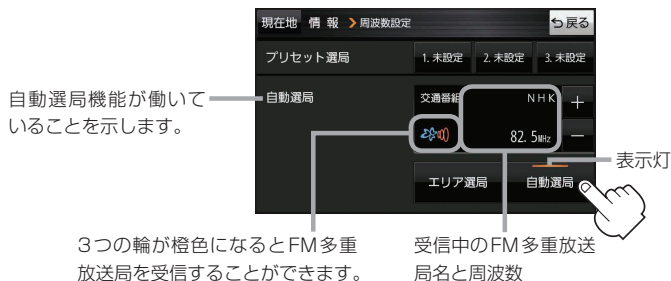 現在地 情報 周波数設定 戻る
プリセット選局 1. 未設定 2. 未設定 3. 未設定
自動選局 交通番組 NHK +
82. 5MHz −
エリア選局 自動選局
自動選局機能が働いて
いることを示します。
表示灯
3つの輪が橙色になるとFM多重
放送局を受信することができます。
受信中のFM多重放送
局名と周波数